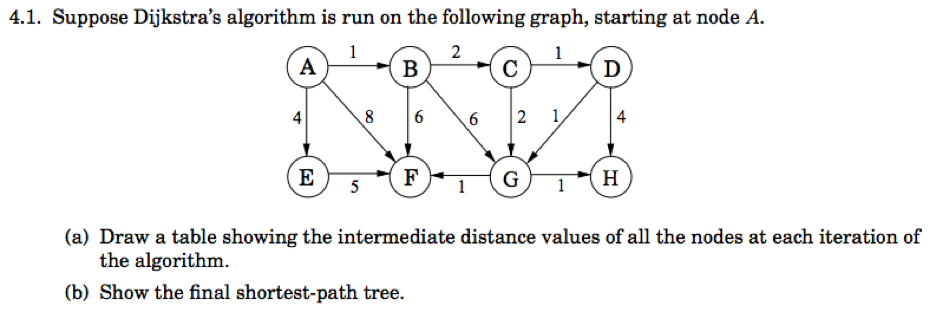 4.1. Suppose Dijkstra's algorithm is run on the following graph, starting at node A.
1 2 1
A B C D
4 8 6 6 2 1 4
E F G H
5 1 1
(a) Draw a table showing the intermediate distance values of all the nodes at each iteration of
the algorithm.
(b) Show the final shortest-path tree.